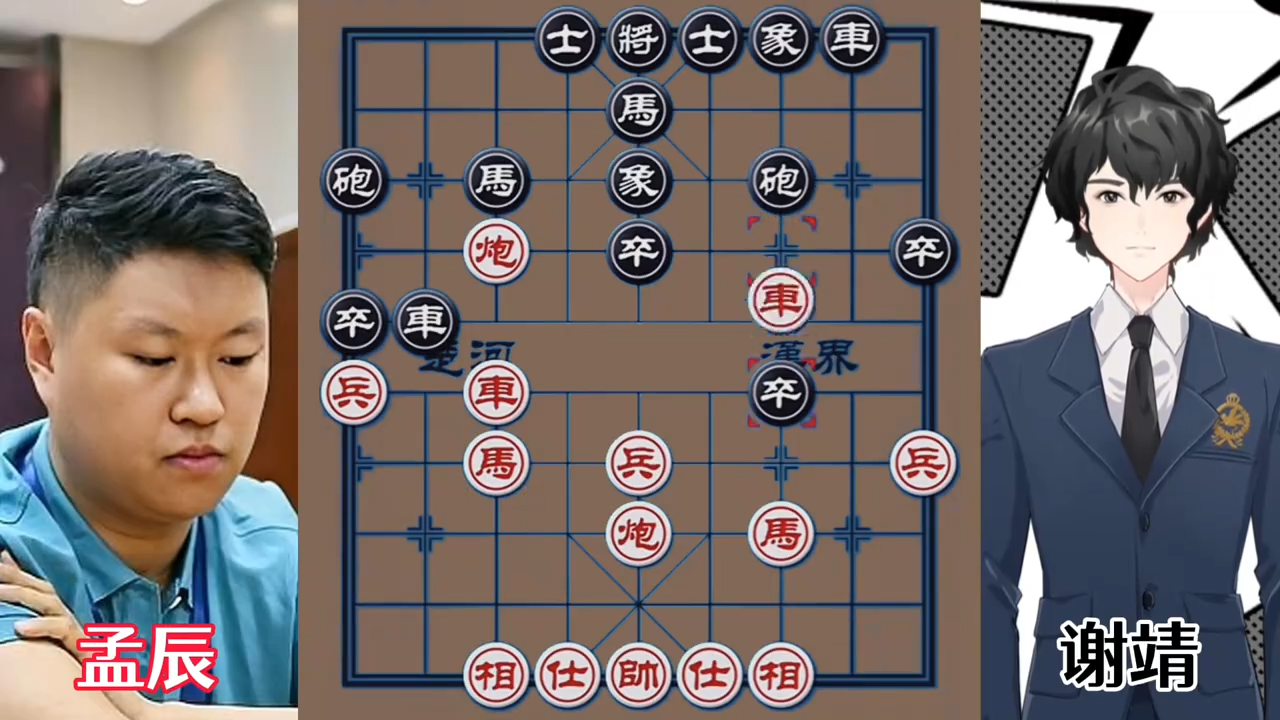 士 將 士 象 車
馬
砲 馬 象 砲
炮 卒 卒
車
卒 車
楚河 漢界
兵 車 卒
馬 兵 兵
炮 馬
相 仕 帥 仕 相
孟辰
谢靖